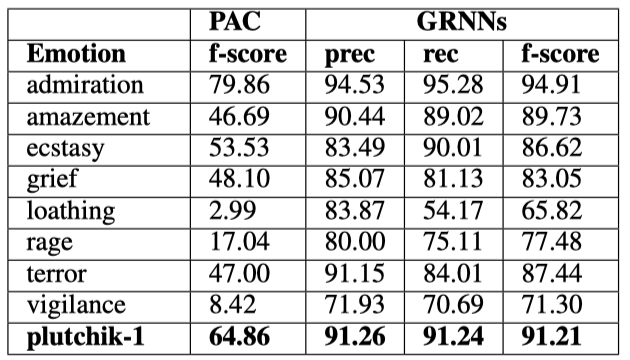 PAC GRNNs
Emotion f-score prec rec f-score
admiration 79.86 94.53 95.28 94.91
amazement 46.69 90.44 89.02 89.73
ecstasy 53.53 83.49 90.01 86.62
grief 48.10 85.07 81.13 83.05
loathing 2.99 83.87 54.17 65.82
rage 17.04 80.00 75.11 77.48
terror 47.00 91.15 84.01 87.44
vigilance 8.42 71.93 70.69 71.30
plutchik-1 64.86 91.26 91.24 91.21